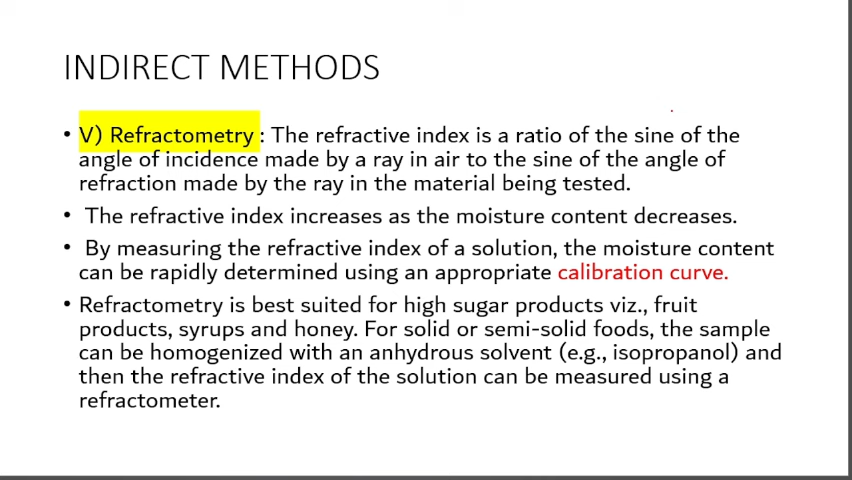 INDIRECT METHODS
• V) Refractometry : The refractive index is a ratio of the sine of the
angle of incidence made by a ray in air to the sine of the angle of
refraction made by the ray in the material being tested.
• The refractive index increases as the moisture content decreases.
• By measuring the refractive index of a solution, the moisture content
can be rapidly determined using an appropriate calibration curve.
• Refractometry is best suited for high sugar products viz., fruit
products, syrups and honey. For solid or semi-solid foods, the sample
can be homogenized with an anhydrous solvent (e.g., isopropanol) and
then the refractive index of the solution can be measured using a
refractometer.